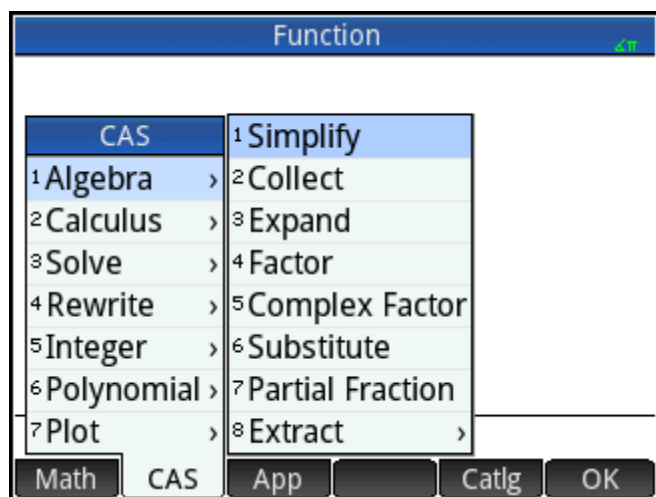 Function
∡π
CAS
1 Algebra ›
2 Calculus ›
3 Solve ›
4 Rewrite ›
5 Integer ›
6 Polynomial ›
7 Plot ›
1 Simplify
2 Collect
3 Expand
4 Factor
5 Complex Factor
6 Substitute
7 Partial Fraction
8 Extract ›
Math CAS App Catlg OK